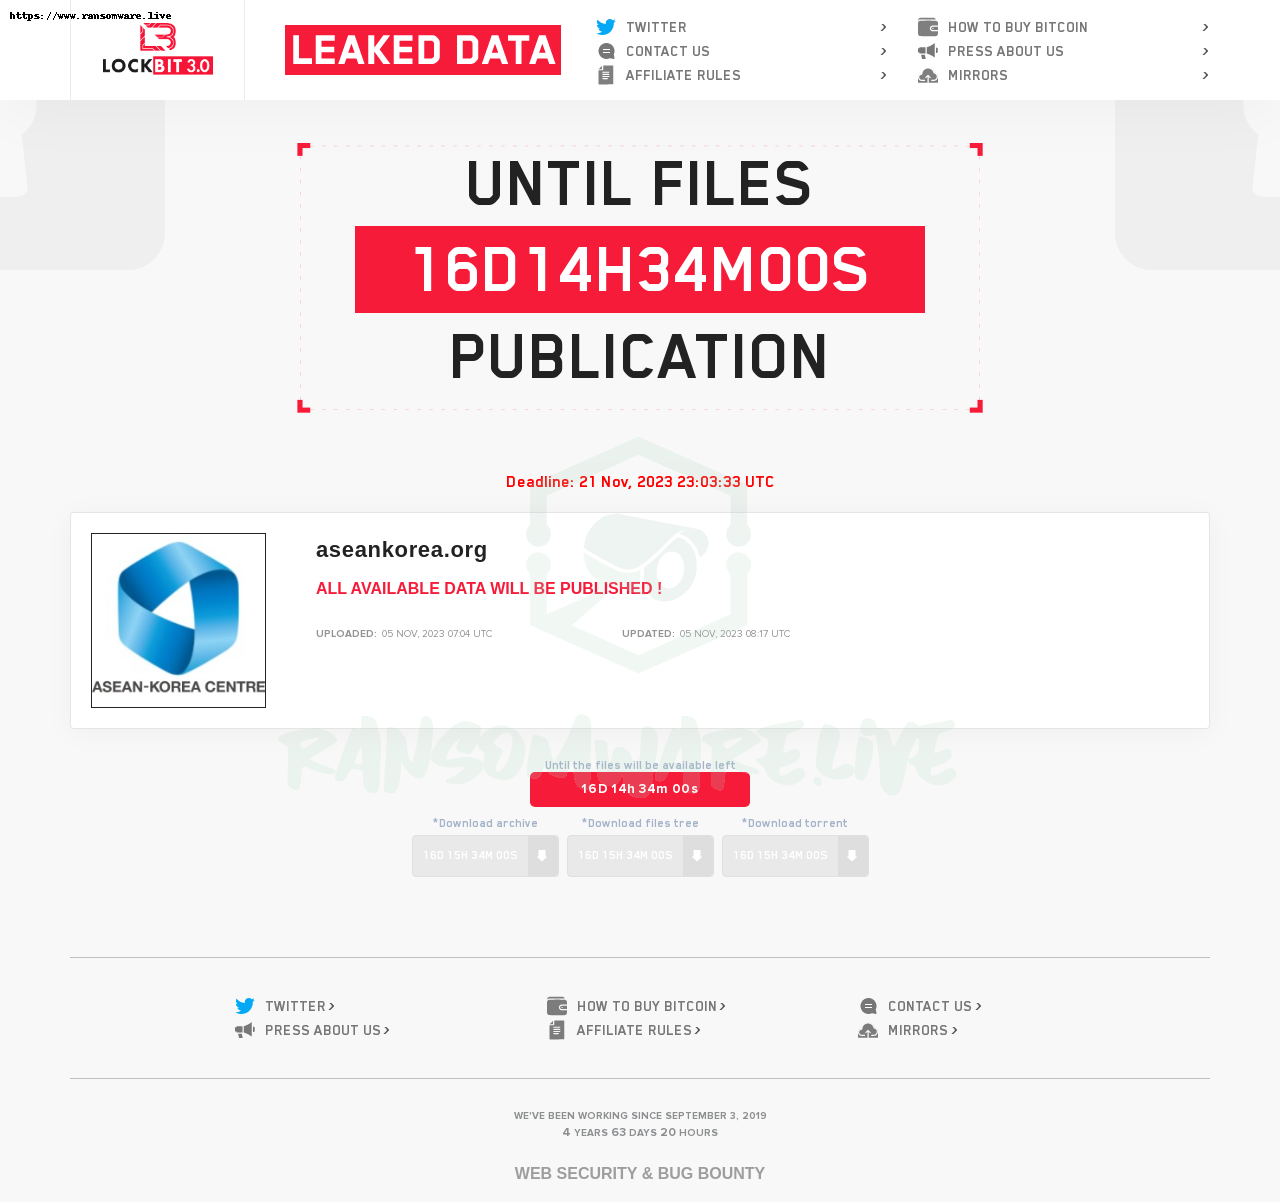 https://www.ransomware.live
LOCKBIT 3.0
LEAKED DATA
TWITTER
CONTACT US
AFFILIATE RULES
HOW TO BUY BITCOIN
PRESS ABOUT US
MIRRORS
UNTIL FILES
16D14H34M00S
PUBLICATION
Deadline: 21 Nov, 2023 23:03:33 UTC
ASEAN-KOREA CENTRE
aseankorea.org
ALL AVAILABLE DATA WILL BE PUBLISHED !
UPLOADED: 05 NOV, 2023 07:04 UTC
UPDATED: 05 NOV, 2023 08:17 UTC
RANSOMWARE.LIVE
Until the files will be available left
16D 14h 34m 00s
*Download archive
*Download files tree
*Download torrent
16D 15H 34M 00S
16D 15H 34M 00S
16D 15H 34M 00S
TWITTER
HOW TO BUY BITCOIN
CONTACT US
PRESS ABOUT US
AFFILIATE RULES
MIRRORS
WE'VE BEEN WORKING SINCE SEPTEMBER 3, 2019
4 YEARS 63 DAYS 20 HOURS
WEB SECURITY & BUG BOUNTY